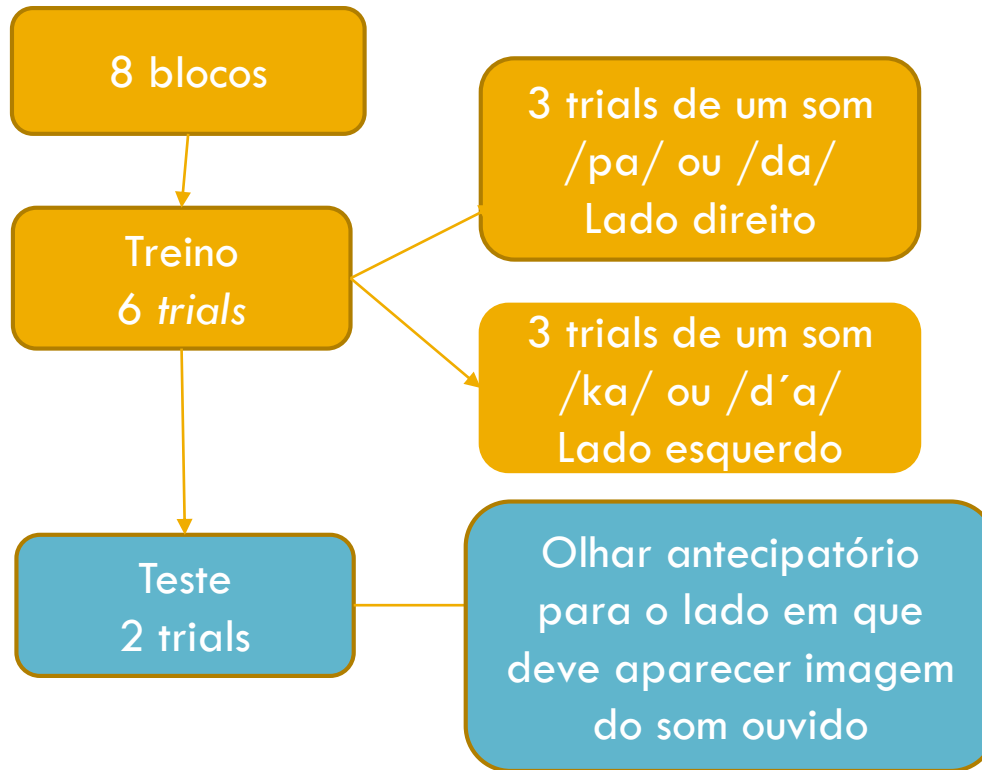 8 blocos
Treino
6 trials
3 trials de um som
/pa/ ou /da/
Lado direito
3 trials de um som
/ka/ ou /d´a/
Lado esquerdo
Teste
2 trials
Olhar antecipatório
para o lado em que
deve aparecer imagem
do som ouvido